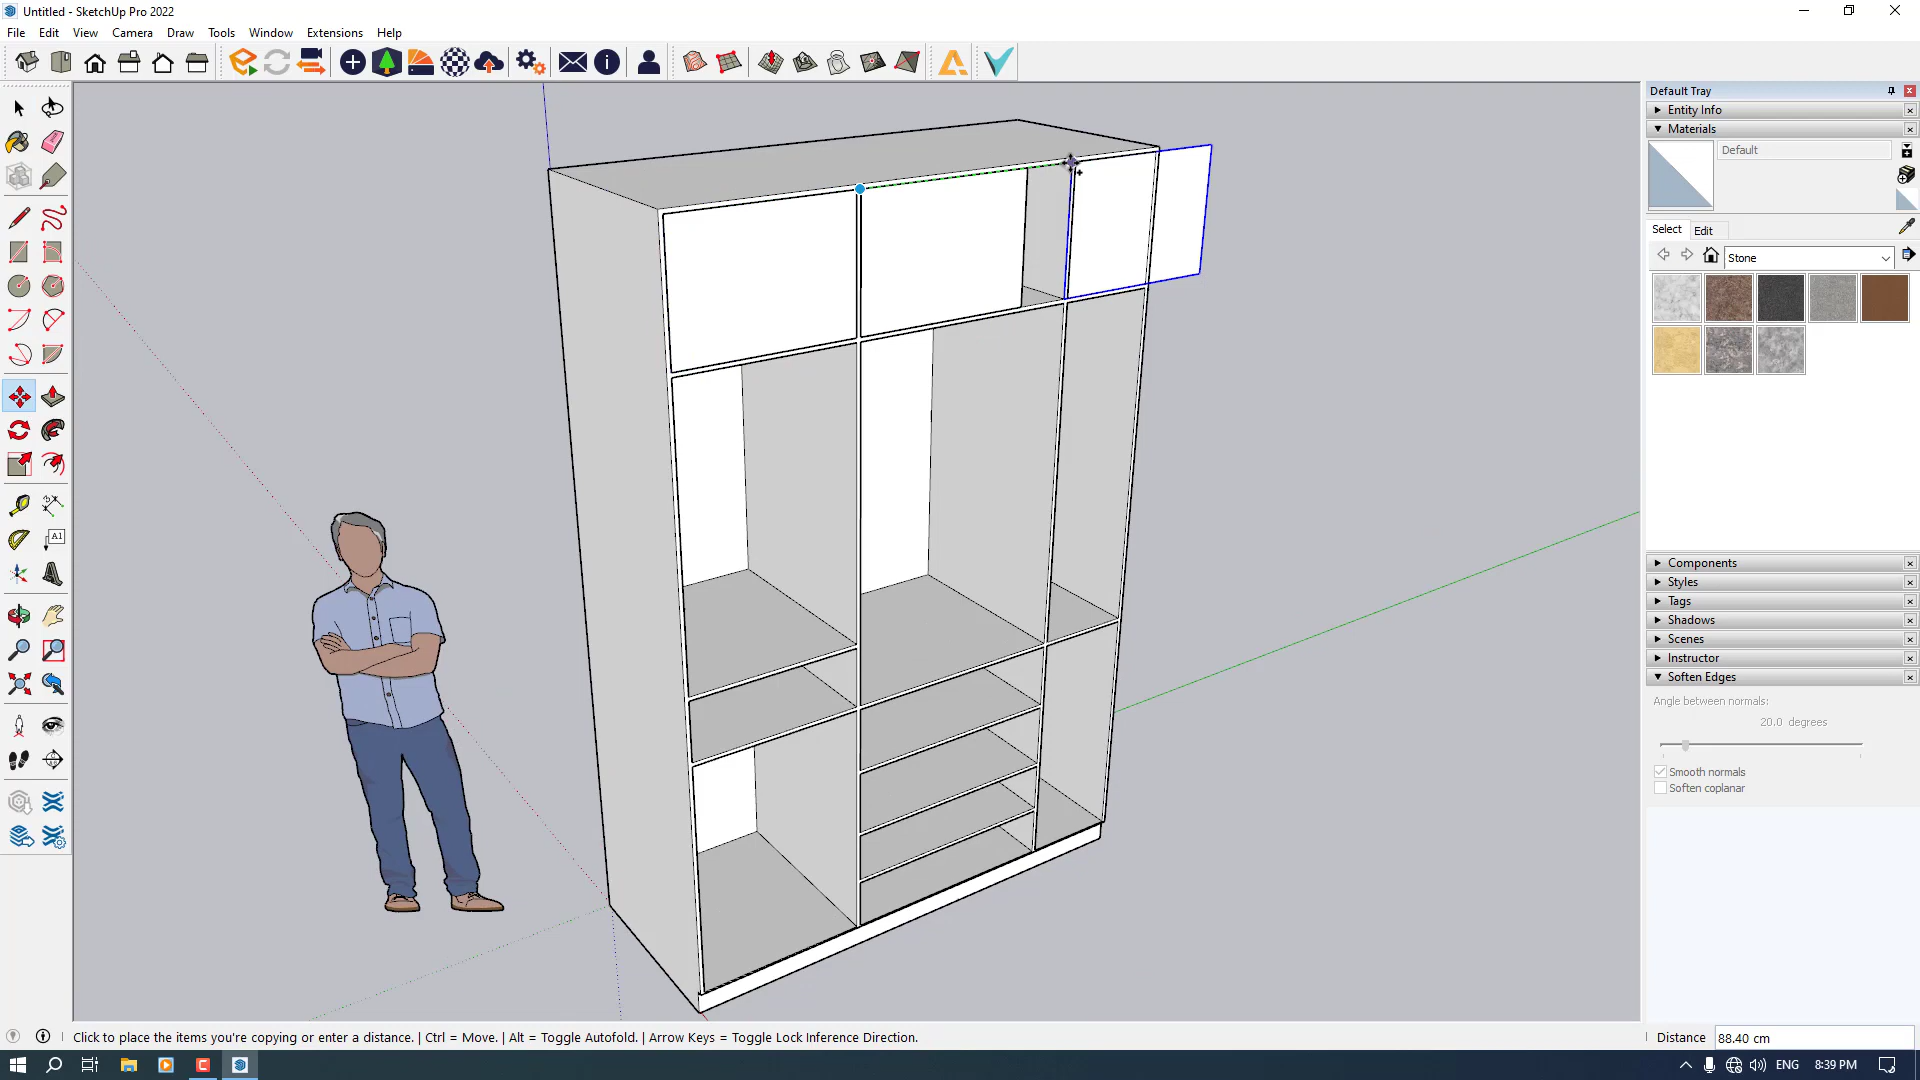 Untitled - SketchUp Pro 2022
File Edit View Camera Draw Tools Window Extensions Help
Default Tray
Entity Info
Materials
Default
Select Edit
Stone
A1
Components
Styles
Tags
Shadows
Scenes
Instructor
Soften Edges
Angle between normals:
20.0 degrees
Smooth normals
Soften coplanar
Click to place the items you're copying or enter a distance. | Ctrl = Move. | Alt = Toggle Autofold. | Arrow Keys = Toggle Lock Inference Direction.
Distance 88.40 cm
ENG 8:39 PM